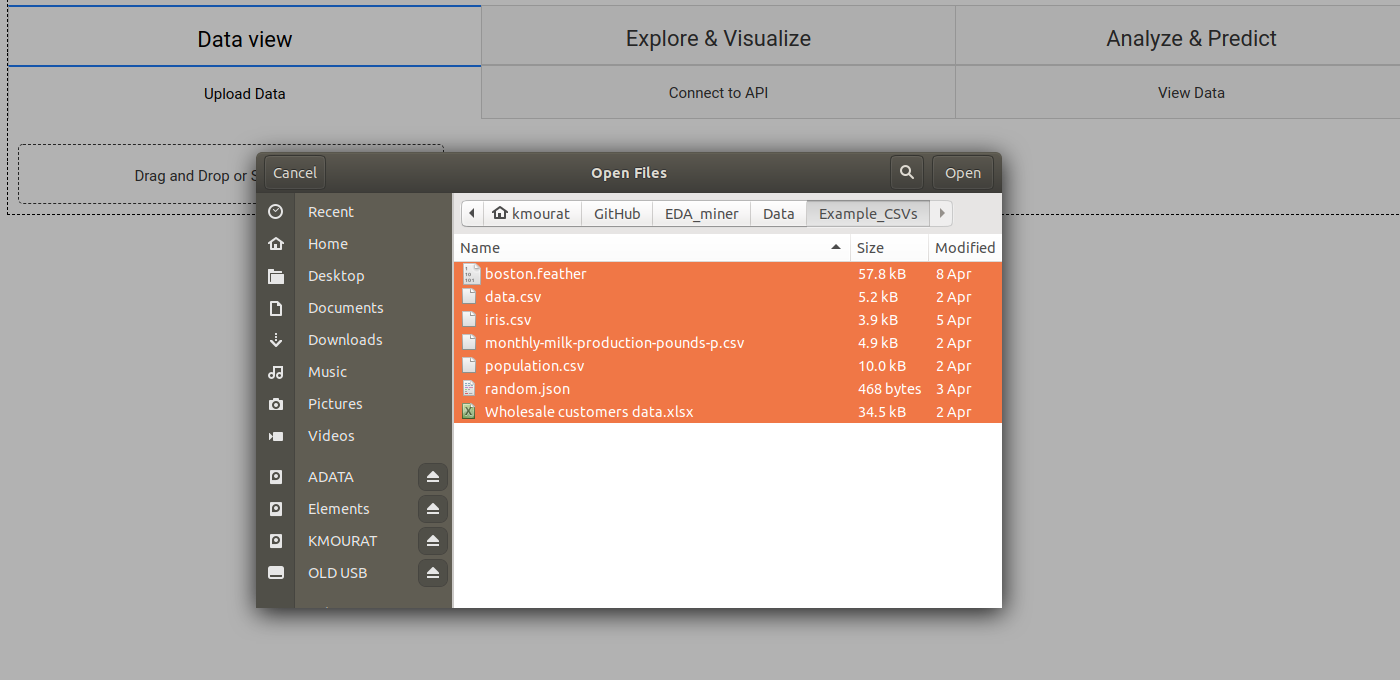 Data view Explore & Visualize Analyze & Predict
Upload Data Connect to API View Data
Drag and Drop or
Cancel Open Files Open
Recent
Home
Desktop
Documents
Downloads
Music
Pictures
Videos
ADATA
Elements
KMOURAT
OLD USB
kmourat GitHub EDA_miner Data Example_CSVs
Name Size Modified
boston.feather 57.8 kB 8 Apr
data.csv 5.2 kB 2 Apr
iris.csv 3.9 kB 5 Apr
monthly-milk-production-pounds-p.csv 4.9 kB 2 Apr
population.csv 10.0 kB 2 Apr
random.json 468 bytes 3 Apr
Wholesale customers data.xlsx 34.5 kB 2 Apr